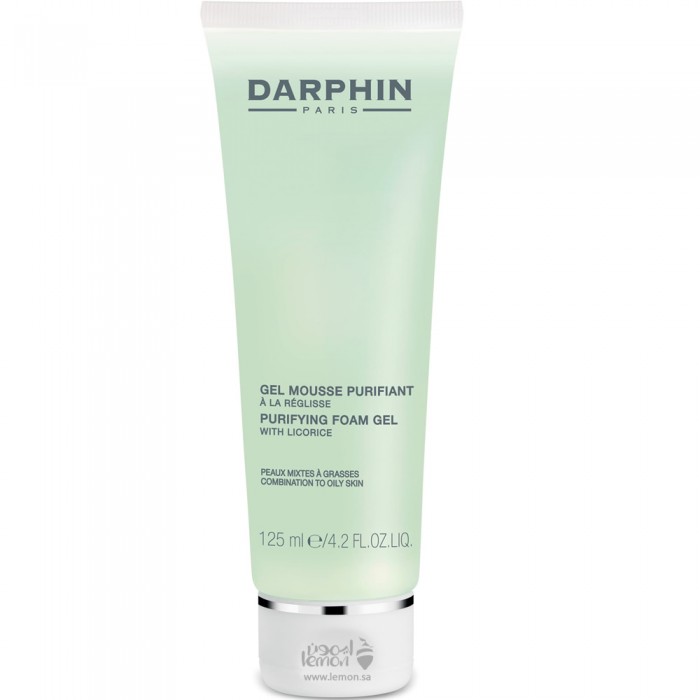 DARPHIN
PARIS
GEL MOUSSE PURIFIANT
À LA RÉGLISSE
PURIFYING FOAM GEL
WITH LICORICE
PEAUX MIXTES À GRASSES
COMBINATION TO OILY SKIN
125 ml ℮/4.2 FL.OZ.LIQ.
ليمون
lemon
www.lemon.sa